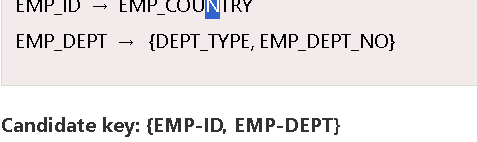 EMP_ID → EMP_COUNTRY
EMP_DEPT → {DEPT_TYPE, EMP_DEPT_NO}
Candidate key: {EMP-ID, EMP-DEPT}